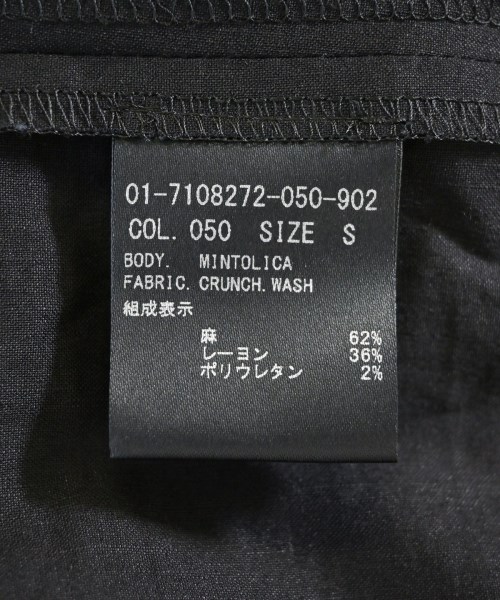 01-7108272-050-902
COL. 050 SIZE S
BODY. MINTOLICA
FABRIC. CRUNCH. WASH
組成表示
麻 62%
レーヨン 36%
ポリウレタン 2%